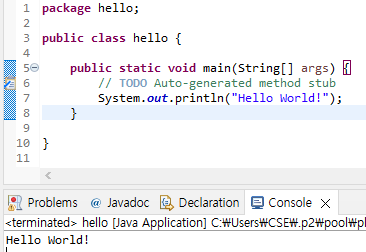 1 package hello;
2
3 public class hello {
4
5 public static void main(String[] args) {
6 // TODO Auto-generated method stub
7 System.out.println("Hello World!");
8 }
9
10 }
11
Problems @ Javadoc Declaration Console
<terminated> hello [Java Application] C:₩Users₩CSE₩.p2₩pool₩pl
Hello World!